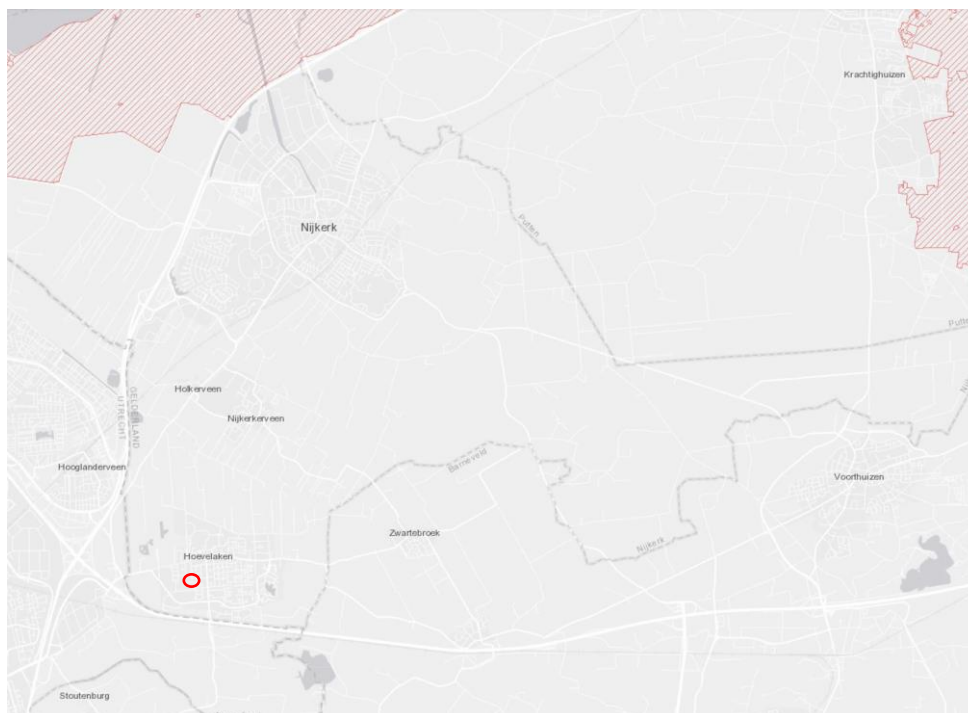 Krachtighuizen
Nijkerk
Putten
Putten
Holkerveen
GELDERLAND
UTRECHT
Nijkerkerveen
Hooglanderveen
Barneveld
Voorthuizen
Zwartebroek
Nijkerk
Hoevelaken
Stoutenburg